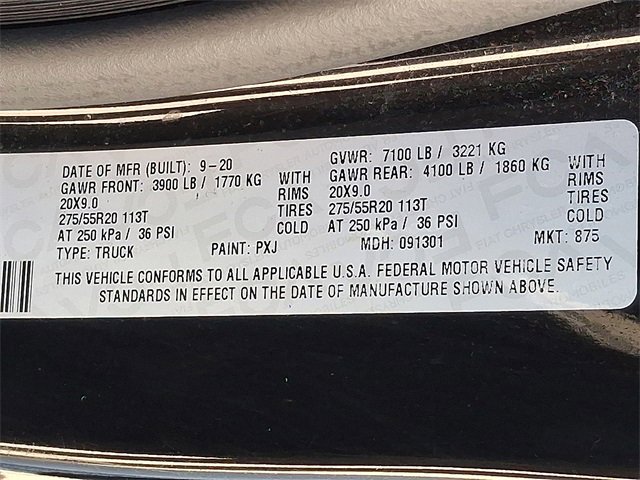 DATE OF MFR (BUILT): 9-20 GVWR: 7100 LB / 3221 KG
GAWR FRONT: 3900 LB / 1770 KG WITH GAWR REAR: 4100 LB / 1860 KG WITH
20X9.0 RIMS 20X9.0 RIMS
275/55R20 113T TIRES 275/55R20 113T TIRES
AT 250 kPa / 36 PSI COLD AT 250 kPa / 36 PSI COLD
TYPE: TRUCK PAINT: PXJ MDH: 091301 MKT: 875
THIS VEHICLE CONFORMS TO ALL APPLICABLE U.S.A. FEDERAL MOTOR VEHICLE SAFETY
STANDARDS IN EFFECT ON THE DATE OF MANUFACTURE SHOWN ABOVE.